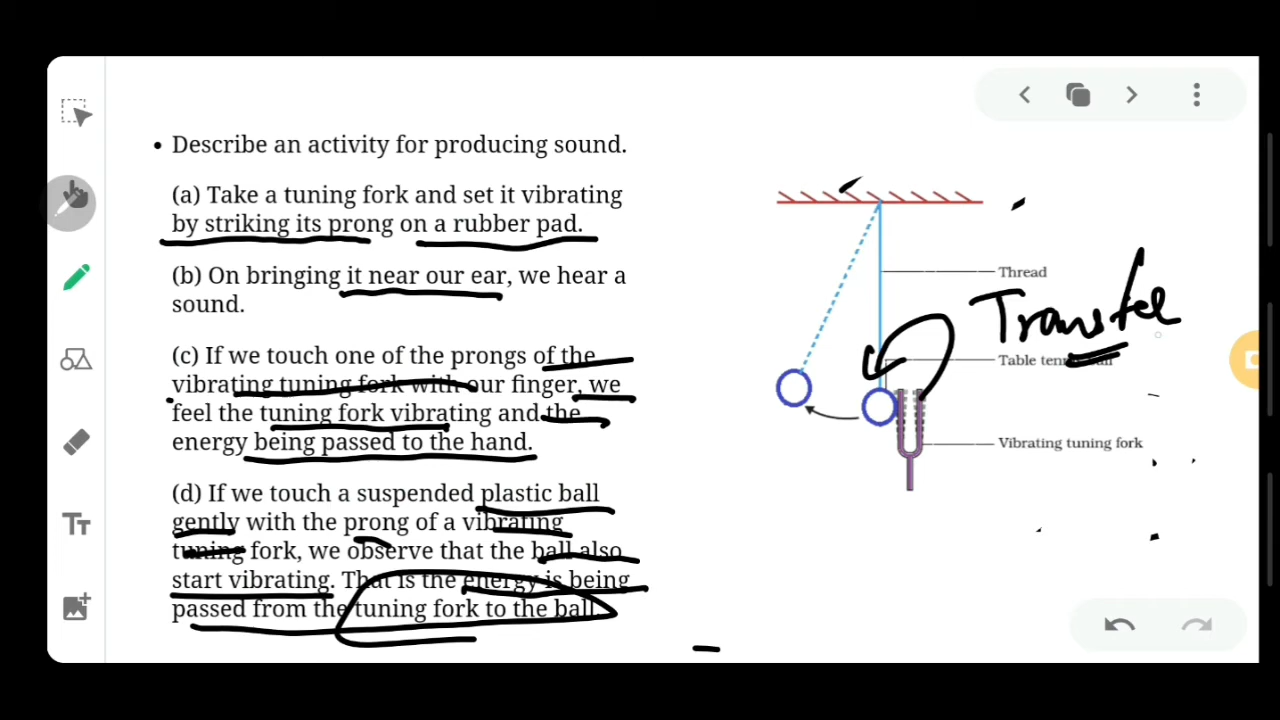 • Describe an activity for producing sound.
(a) Take a tuning fork and set it vibrating
by striking its prong on a rubber pad.
(b) On bringing it near our ear, we hear a
sound.
(c) If we touch one of the prongs of the
vibrating tuning fork with our finger, we
feel the tuning fork vibrating and the
energy being passed to the hand.
(d) If we touch a suspended plastic ball
gently with the prong of a vibrating
tuning fork, we observe that the ball also
start vibrating. That is the energy is being
passed from the tuning fork to the ball.
Thread
Transfer
Table tennis ball
Vibrating tuning fork
TT